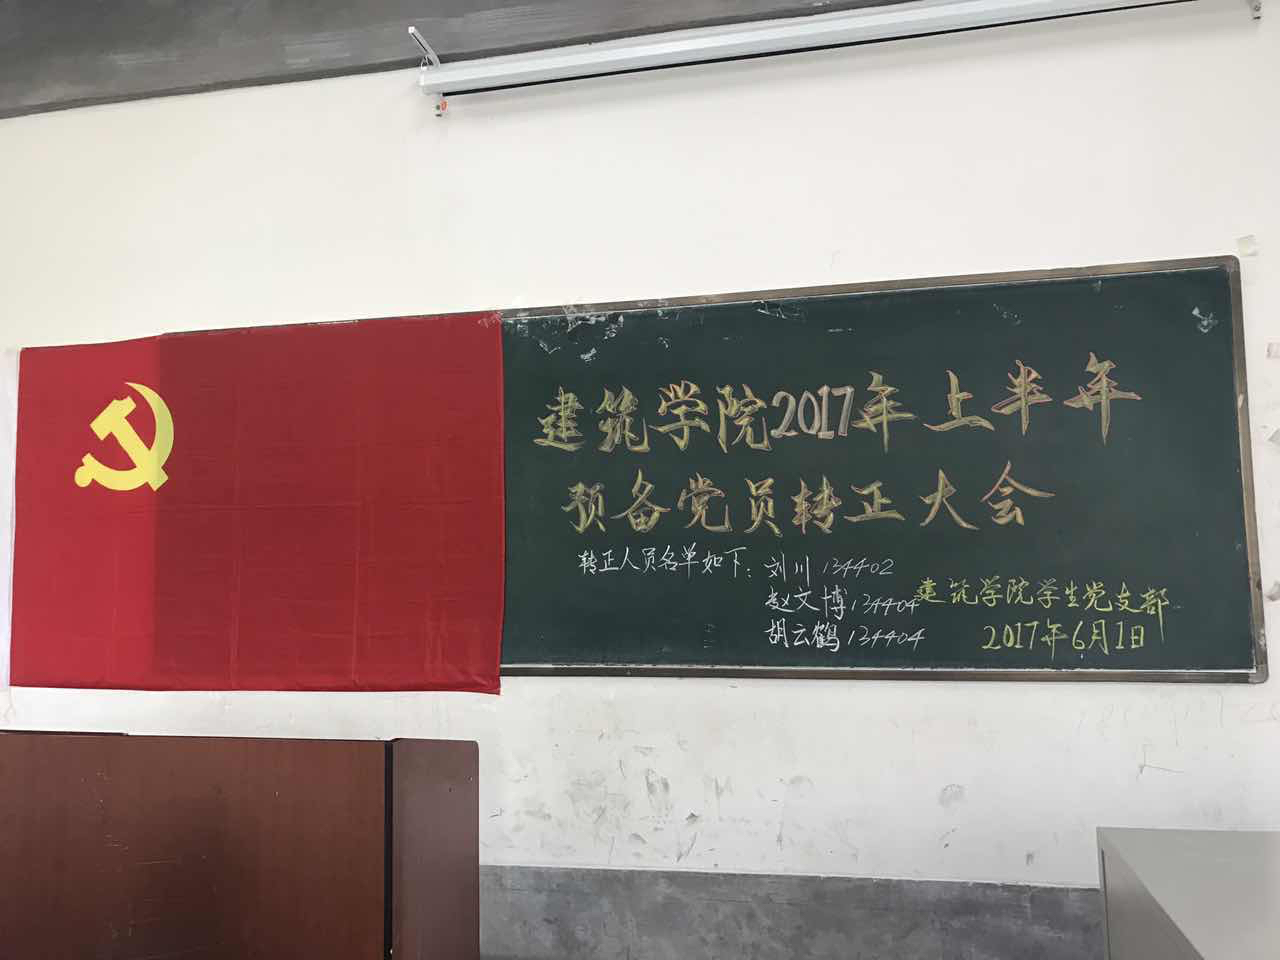 建筑学院2017年上半年
预备党员转正大会
转正人员名单如下：刘川 134402
赵文博 134404
胡云鹤 134404
建筑学院学生党支部
2017年6月1日